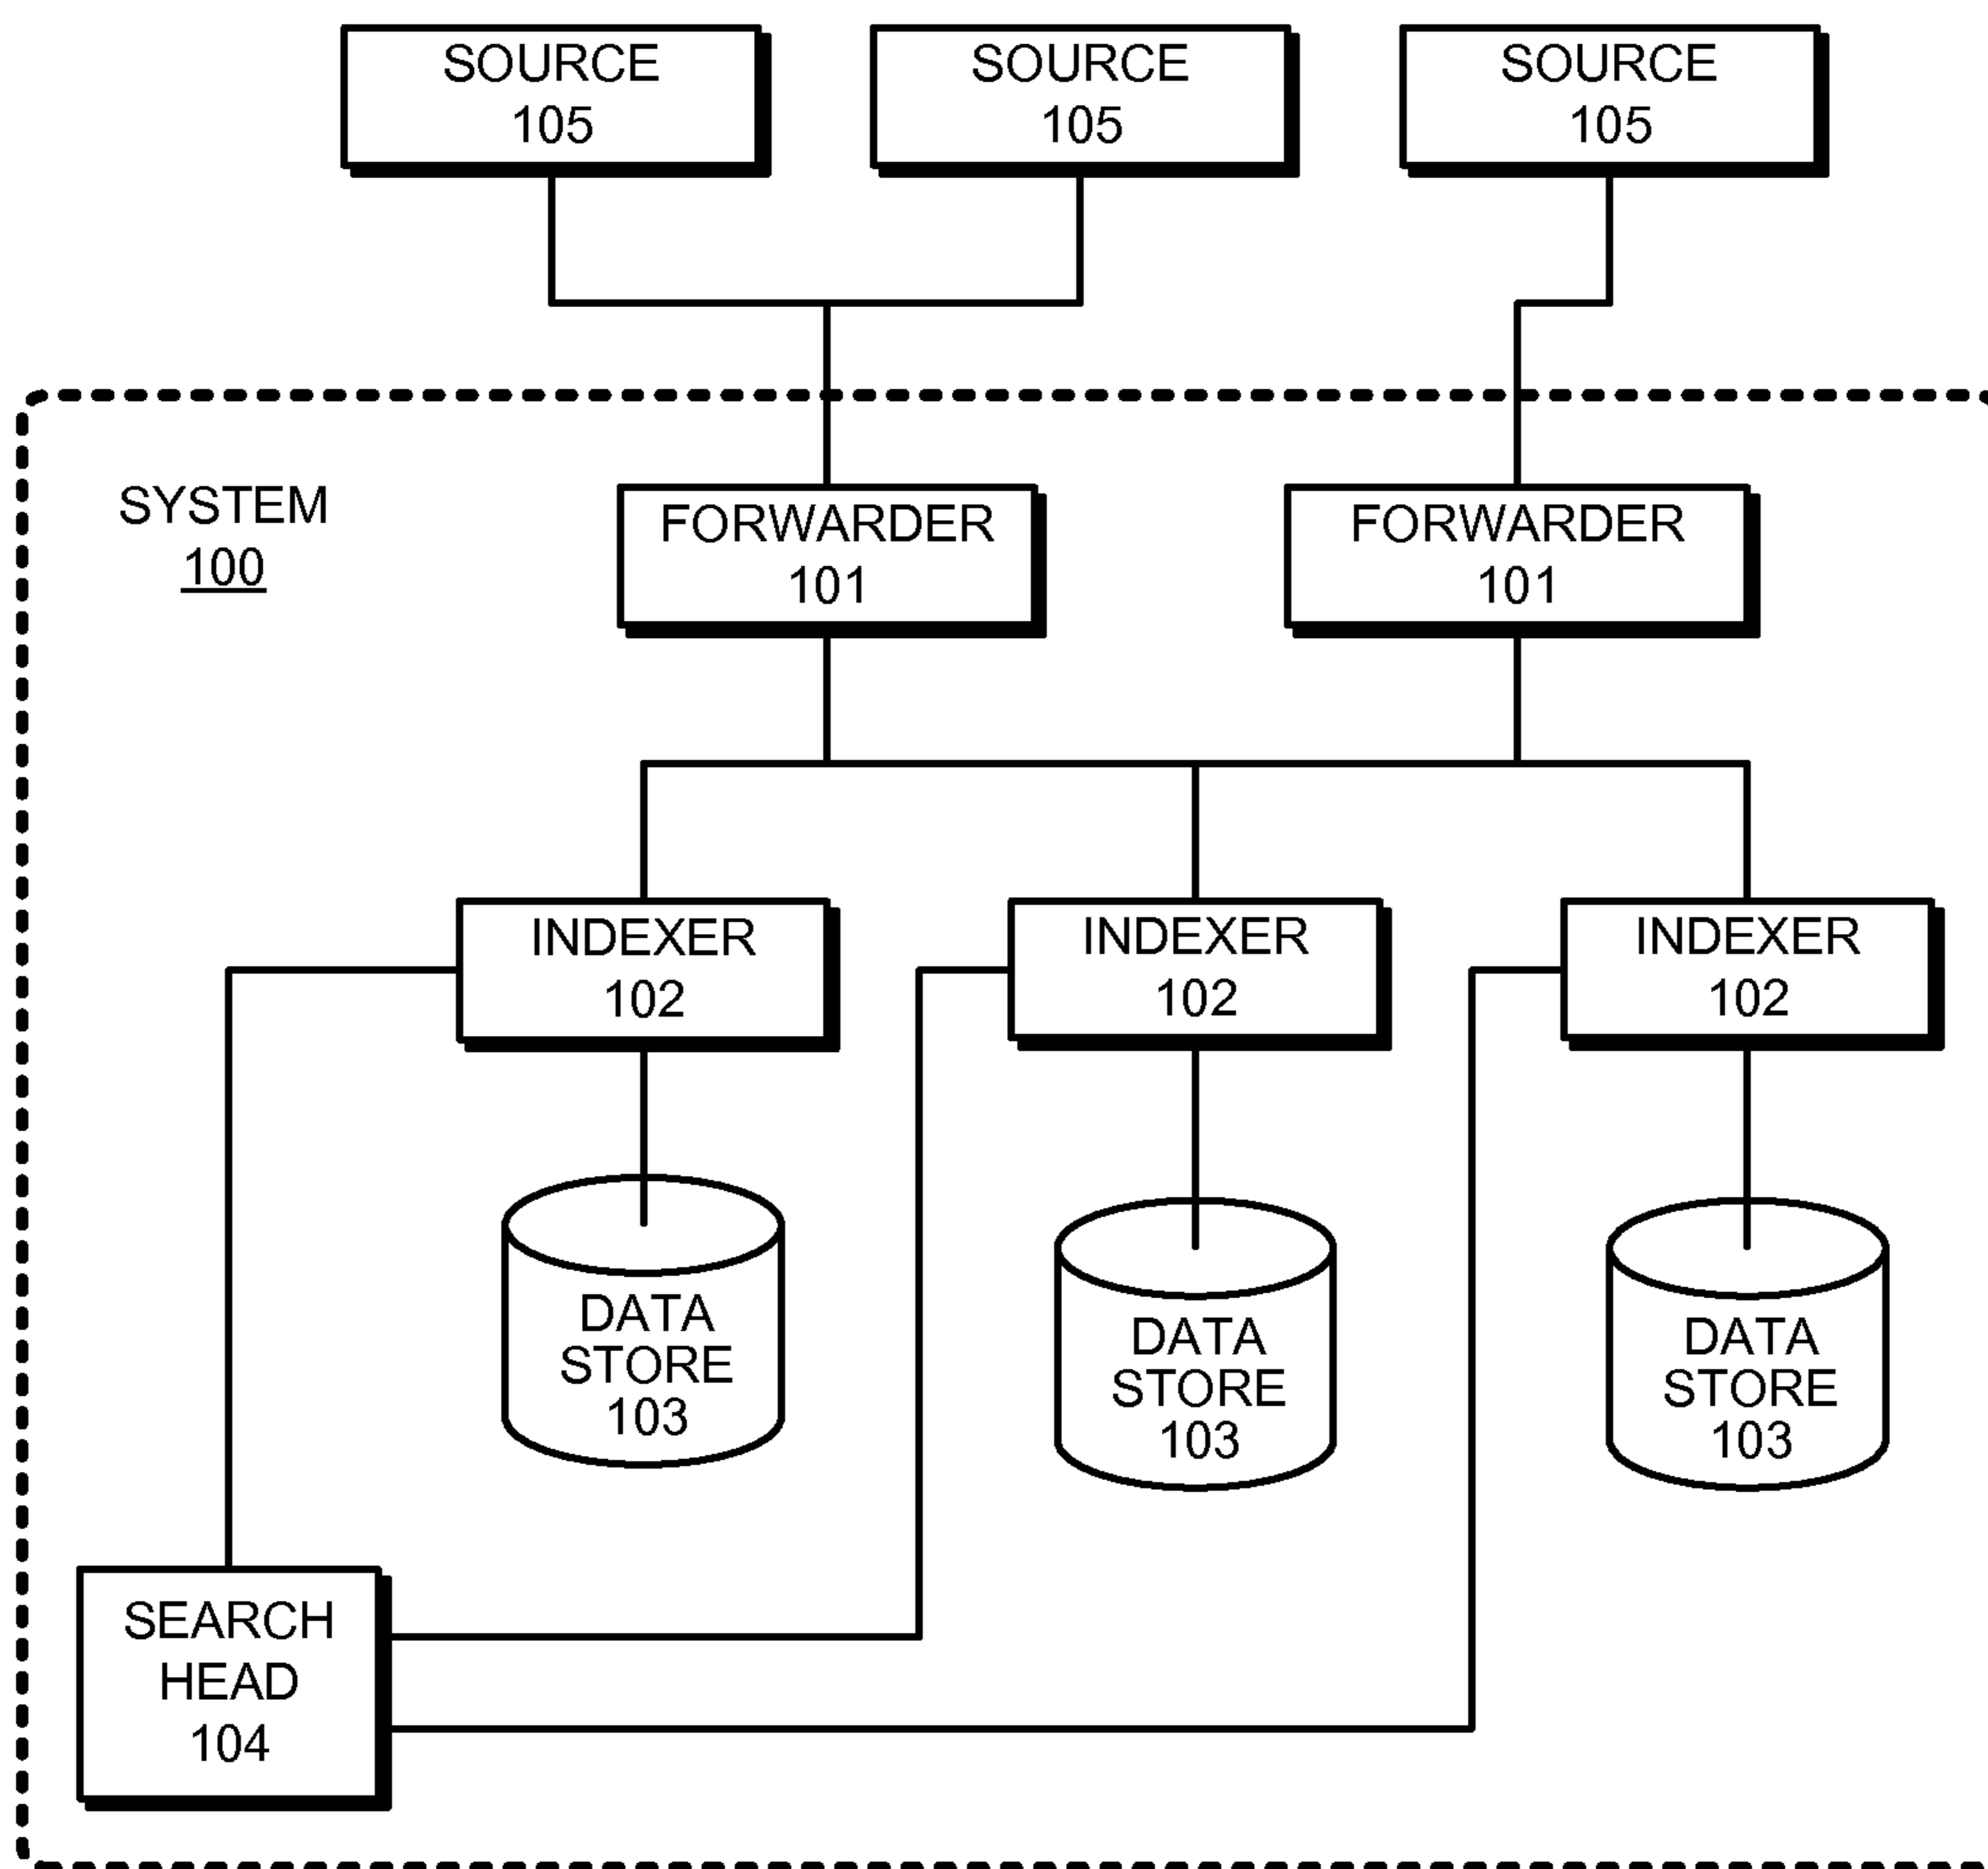 SOURCE
105
SOURCE
105
SOURCE
105
SYSTEM
100
FORWARDER
101
FORWARDER
101
INDEXER
102
INDEXER
102
INDEXER
102
DATA
STORE
103
DATA
STORE
103
DATA
STORE
103
SEARCH
HEAD
104